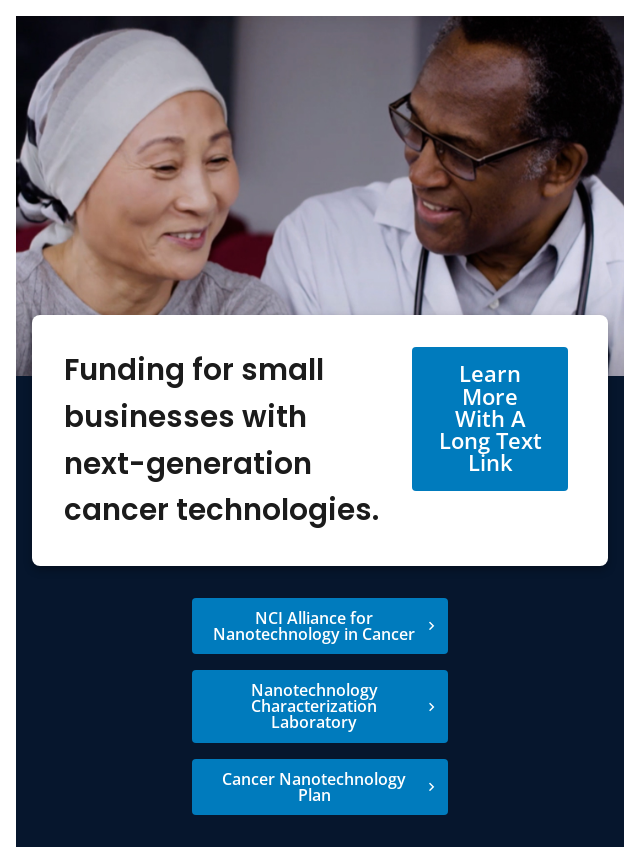 Funding for small
businesses with
next-generation
cancer technologies.
Learn
More
With A
Long Text
Link
NCI Alliance for
Nanotechnology in Cancer
Nanotechnology
Characterization
Laboratory
Cancer Nanotechnology
Plan